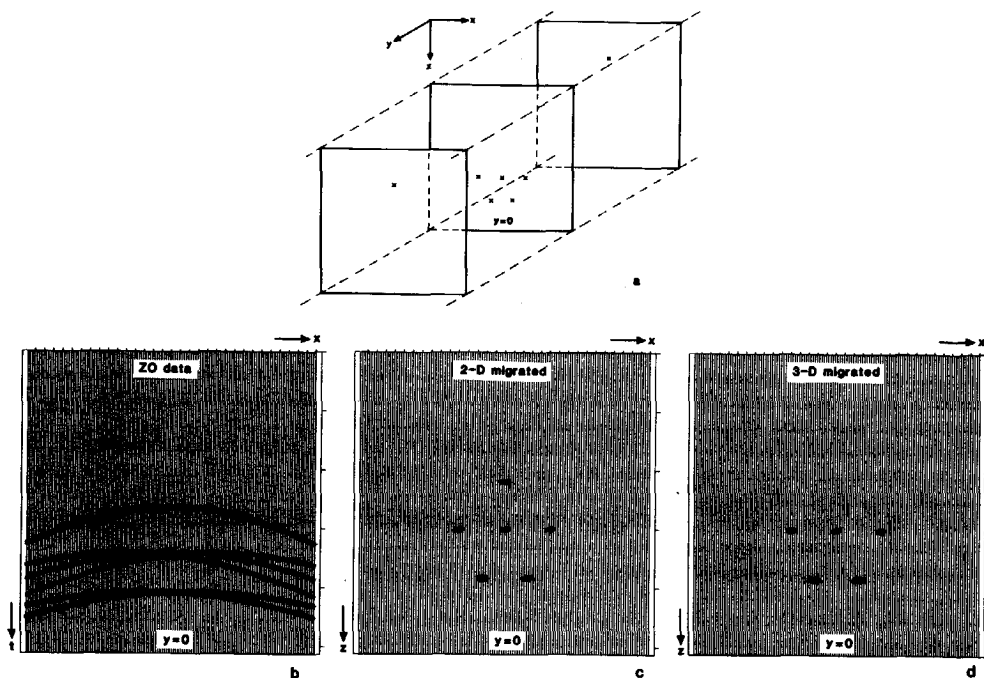 x
y
x
y=0
a
x
x
x
ZO data
2-D migrated
3-D migrated
t
y=0
z
y=0
z
y=0
b
c
d